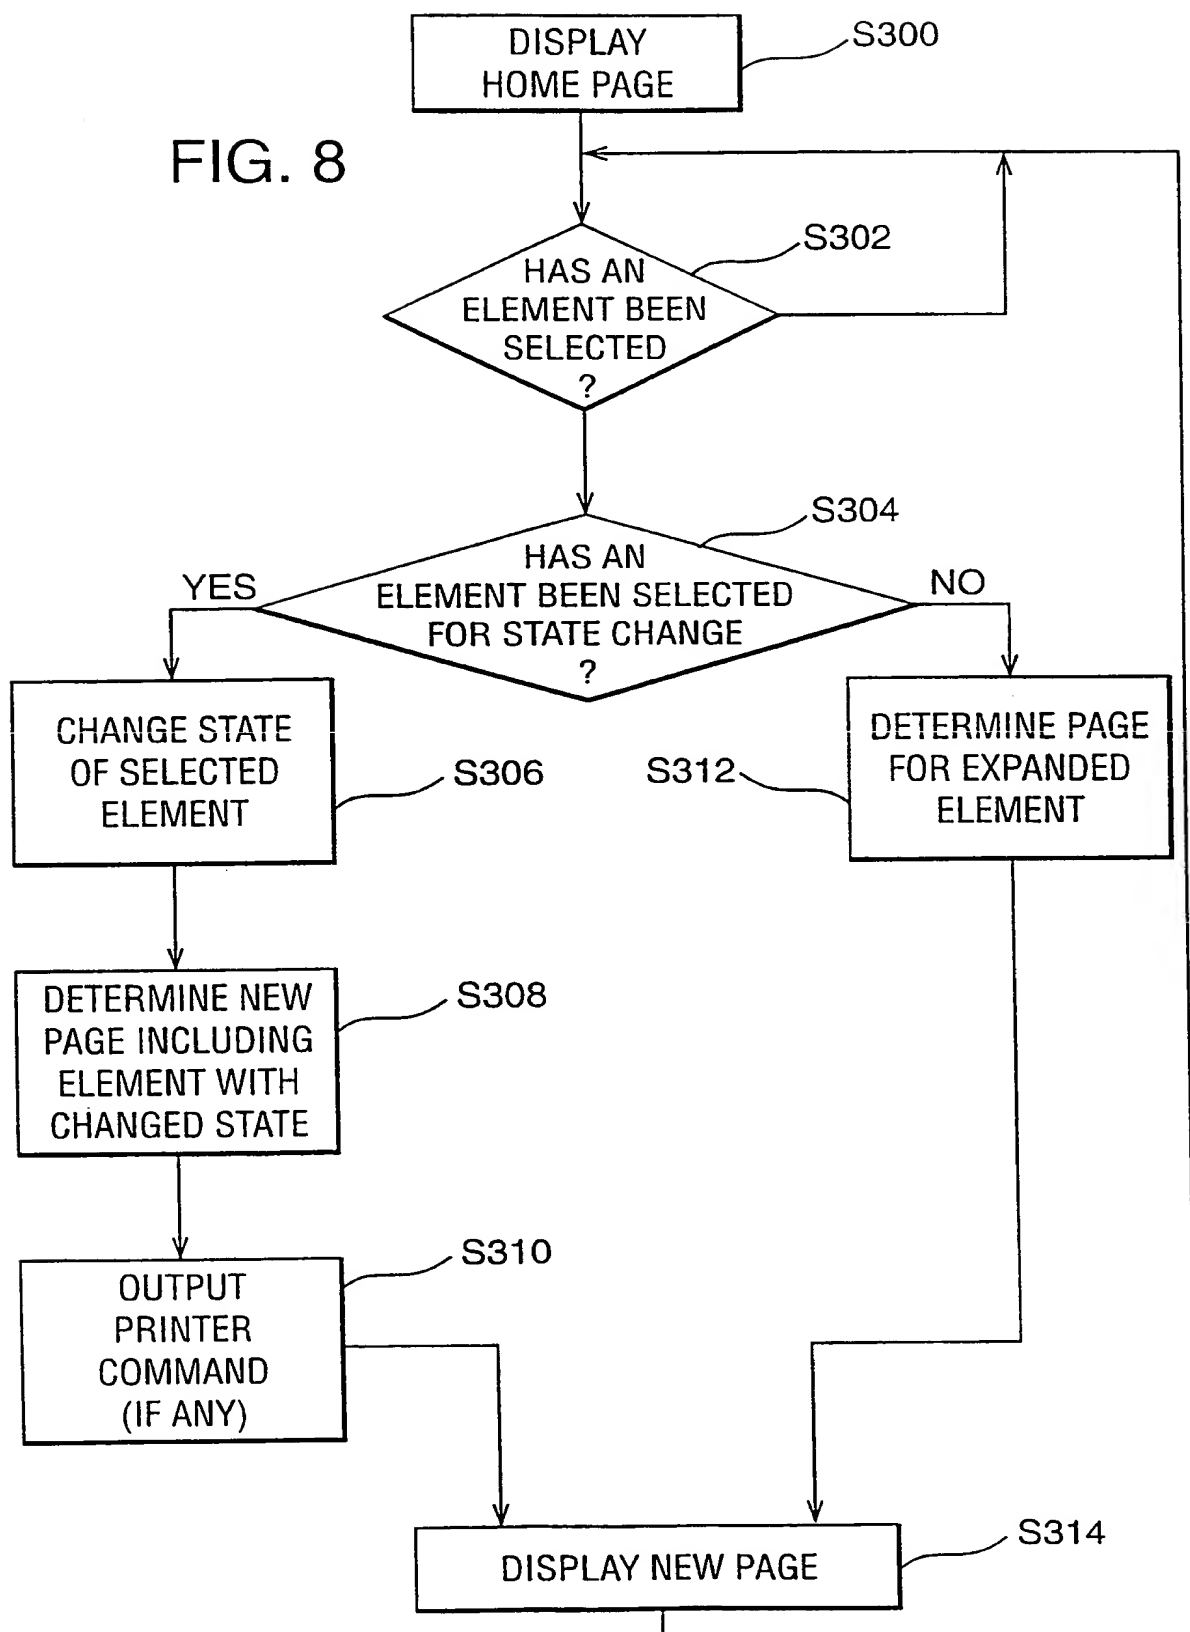 DISPLAY
HOME PAGE
S300
FIG. 8
HAS AN
ELEMENT BEEN
SELECTED
?
S302
HAS AN
ELEMENT BEEN SELECTED
FOR STATE CHANGE
?
S304
YES
NO
CHANGE STATE
OF SELECTED
ELEMENT
S306
S312
DETERMINE PAGE
FOR EXPANDED
ELEMENT
DETERMINE NEW
PAGE INCLUDING
ELEMENT WITH
CHANGED STATE
S308
OUTPUT
PRINTER
COMMAND
(IF ANY)
S310
DISPLAY NEW PAGE
S314